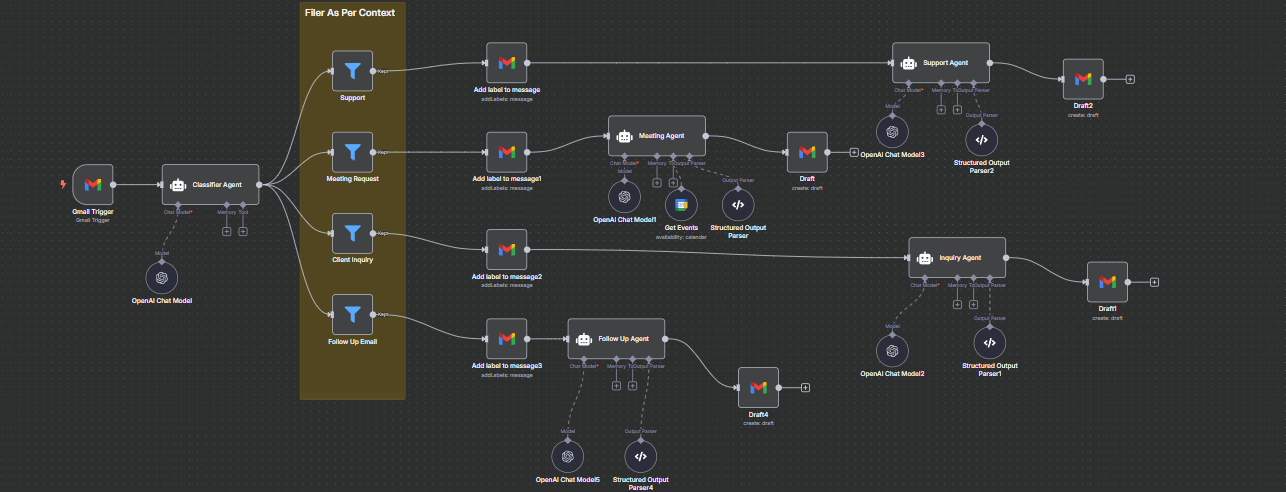 Filer As Per Context
Kept
Support
Add label to message
addLabels: message
Support Agent
Chat Model*
Memory
Output Parser
Model
Output Parser
OpenAI Chat Model3
Structured Output
Parser2
Draft2
create: draft
Kept
Meeting Request
Add label to message1
addLabels: message
Meeting Agent
Chat Model*
Memory
Output Parser
Model
Output Parser
OpenAI Chat Model1
Get Events
availability: calendar
Structured Output
Parser
Draft
create: draft
Gmail Trigger
Gmail Trigger
Classifier Agent
Chat Model*
Memory
Tool
Model
OpenAI Chat Model
Kept
Client Inquiry
Add label to message2
addLabels: message
Inquiry Agent
Chat Model*
Memory
Output Parser
Model
Output Parser
OpenAI Chat Model2
Structured Output
Parser1
Draft1
create: draft
Kept
Follow Up Email
Add label to message3
addLabels: message
Follow Up Agent
Chat Model*
Memory
Output Parser
Model
Output Parser
OpenAI Chat Model5
Structured Output
Parser4
Draft4
create: draft